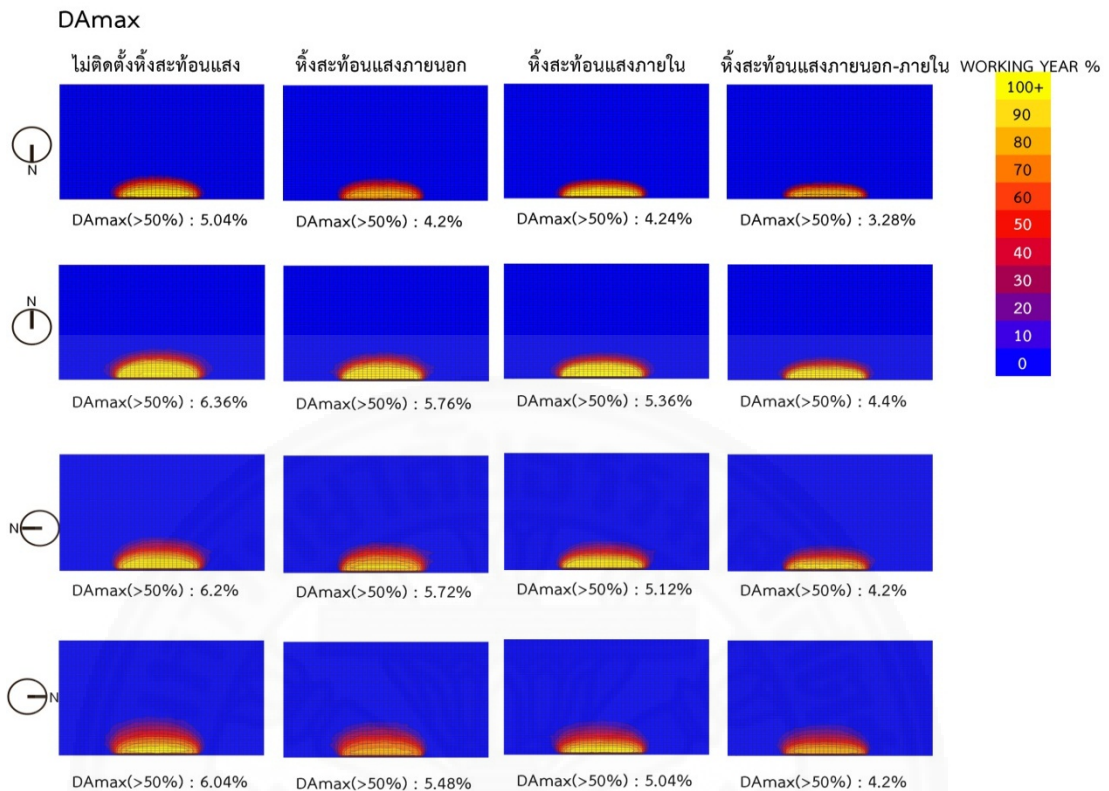 DAmax
ไม่ติดตั้งหิ้งสะท้อนแสง หิ้งสะท้อนแสงภายนอก หิ้งสะท้อนแสงภายใน หิ้งสะท้อนแสงภายนอก-ภายใน WORKING YEAR %
100+
90
80
70
60
50
40
30
20
10
0
N
DAmax(>50%) : 5.04% DAmax(>50%) : 4.2% DAmax(>50%) : 4.24% DAmax(>50%) : 3.28%
N
DAmax(>50%) : 6.36% DAmax(>50%) : 5.76% DAmax(>50%) : 5.36% DAmax(>50%) : 4.4%
N
DAmax(>50%) : 6.2% DAmax(>50%) : 5.72% DAmax(>50%) : 5.12% DAmax(>50%) : 4.2%
N
DAmax(>50%) : 6.04% DAmax(>50%) : 5.48% DAmax(>50%) : 5.04% DAmax(>50%) : 4.2%